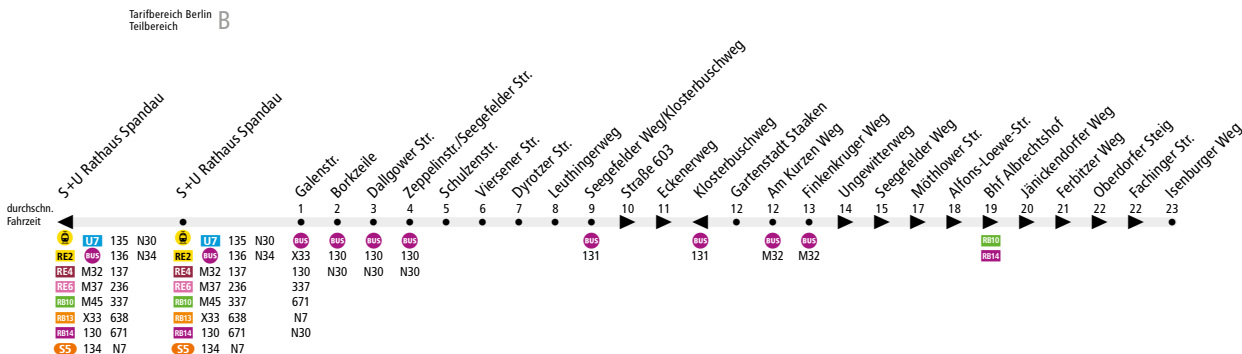 Tarifbereich Berlin
Teilbereich B
S+U Rathaus Spandau
S+U Rathaus Spandau
Galenstr.
Borkzeile
Dallgower Str.
Zeppelinstr./Seegefelder Str.
Schulzenstr.
Viersener Str.
Dyrotzer Str.
Leuthingerweg
Seegefelder Weg/Klosterbuschweg
Straße 603
Eckenerweg
Klosterbuschweg
Gartenstadt Staaken
Am Kurzen Weg
Finkenkruger Weg
Ungewitterweg
Seegefelder Weg
Möthlower Str.
Alfons-Loewe-Str.
Bhf Albrechtshof
Jänickendorfer Weg
Ferbitzer Weg
Oberdorfer Steig
Fachinger Str.
Isenburger Weg
durchschn. 1 2 3 4 5 6 7 8 9 10 11 12 12 13 14 15 17 18 19 20 21 22 22 23
Fahrzeit
U7 135 N30 U7 135 N30 BUS BUS BUS BUS BUS BUS BUS BUS RB10
RE2 BUS 136 N34 RE2 BUS 136 N34 X33 130 130 130 131 131 M32 M32 RB14
RE4 M32 137 RE4 M32 137 130 N30 N30 N30
RE6 M37 236 RE6 M37 236 337
RB10 M45 337 RB10 M45 337 671
RB13 X33 638 RB13 X33 638 N7
RB14 130 671 RB14 130 671 N30
S5 134 N7 S5 134 N7